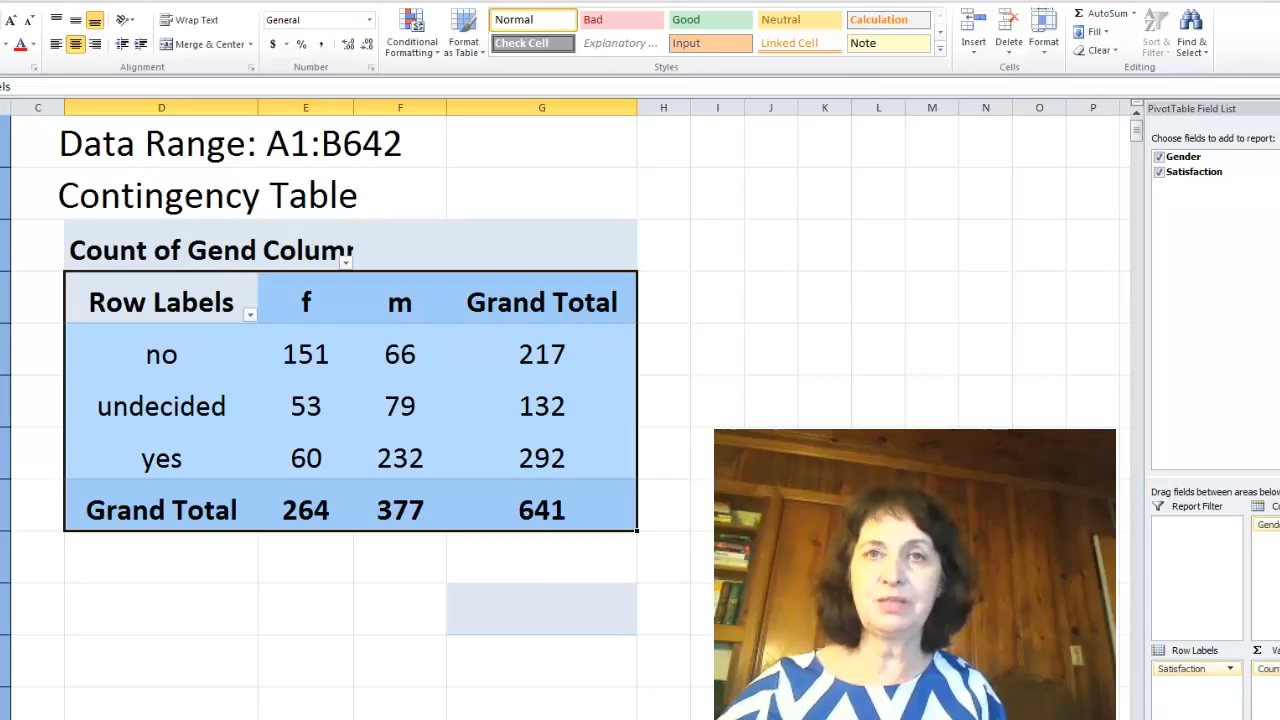 Wrap Text
General
Normal
Bad
Good
Neutral
Calculation
Check Cell
Explanatory ...
Input
Linked Cell
Note
Merge & Center
$ % ,
Conditional
Formatting
Format
as Table
Insert
Delete
Format
Σ AutoSum
Fill
Clear
Sort &
Filter
Find &
Select
Alignment
Number
Styles
Cells
Editing
els
C D E F G H I J K L M N O P
PivotTable Field List
Data Range: A1:B642
Contingency Table
Count of Gend Column
Row Labels f m Grand Total
no 151 66 217
undecided 53 79 132
yes 60 232 292
Grand Total 264 377 641
Choose fields to add to report:
Gender
Satisfaction
Drag fields between areas below
Report Filter
Row Labels
Σ
Satisfaction